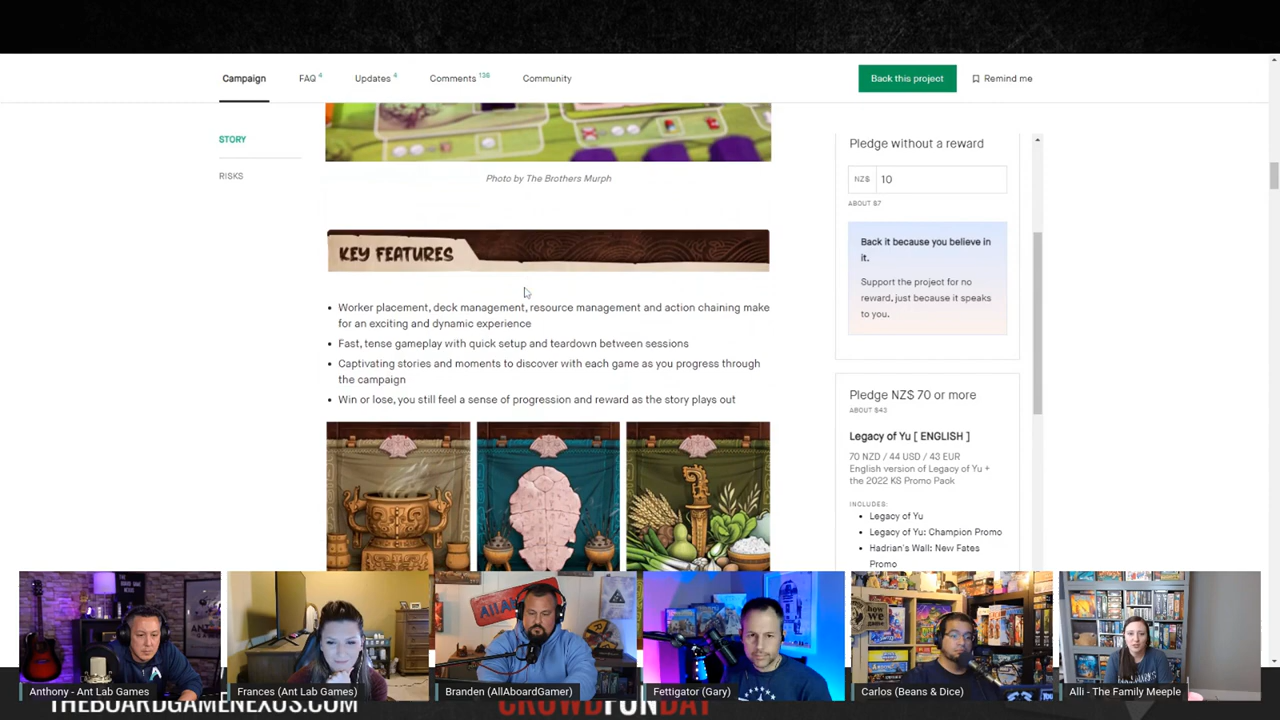 Campaign
FAQ 4
Updates 4
Comments 136
Community
Back this project
Remind me
STORY
RISKS
Photo by The Brothers Murph
KEY FEATURES
• Worker placement, deck management, resource management and action chaining make
for an exciting and dynamic experience
• Fast, tense gameplay with quick setup and teardown between sessions
• Captivating stories and moments to discover with each game as you progress through
the campaign
• Win or lose, you still feel a sense of progression and reward as the story plays out
Pledge without a reward
NZ$ 10
ABOUT $7
Back it because you believe in
it.
Support the project for no
reward, just because it speaks
to you.
Pledge NZ$ 70 or more
ABOUT $43
Legacy of Yu [ ENGLISH ]
70 NZD / 44 USD / 43 EUR
English version of Legacy of Yu +
the 2022 KS Promo Pack
INCLUDES:
• Legacy of Yu
• Legacy of Yu: Champion Promo
• Hadrian's Wall: New Fates
Promo
how we game
Anthony - Ant Lab Games
Frances (Ant Lab Games)
Branden (AllAboardGamer)
Fettigator (Gary)
Carlos (Beans & Dice)
Alli - The Family Meeple
THEBOARDGAMENEXUS.COM
CROWDFUNDAY